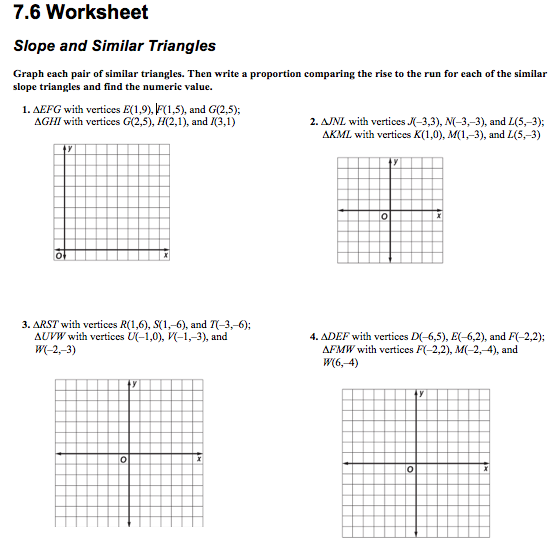 7.6 Worksheet
Slope and Similar Triangles
Graph each pair of similar triangles. Then write a proportion comparing the rise to the run for each of the similar
slope triangles and find the numeric value.
1. ΔEFG with vertices E(1,9), F(1,5), and G(2,5);
ΔGHI with vertices G(2,5), H(2,1), and I(3,1)
y
O
x
2. ΔJNL with vertices J(–3,3), N(–3,–3), and L(5,–3);
ΔKML with vertices K(1,0), M(1,–3), and L(5,–3)
y
O
x
3. ΔRST with vertices R(1,6), S(1,–6), and T(–3,–6);
ΔUVW with vertices U(–1,0), V(–1,–3), and
W(–2,–3)
y
O
x
4. ΔDEF with vertices D(–6,5), E(–6,2), and F(–2,2);
ΔFMW with vertices F(–2,2), M(–2,–4), and
W(6,–4)
y
O
x